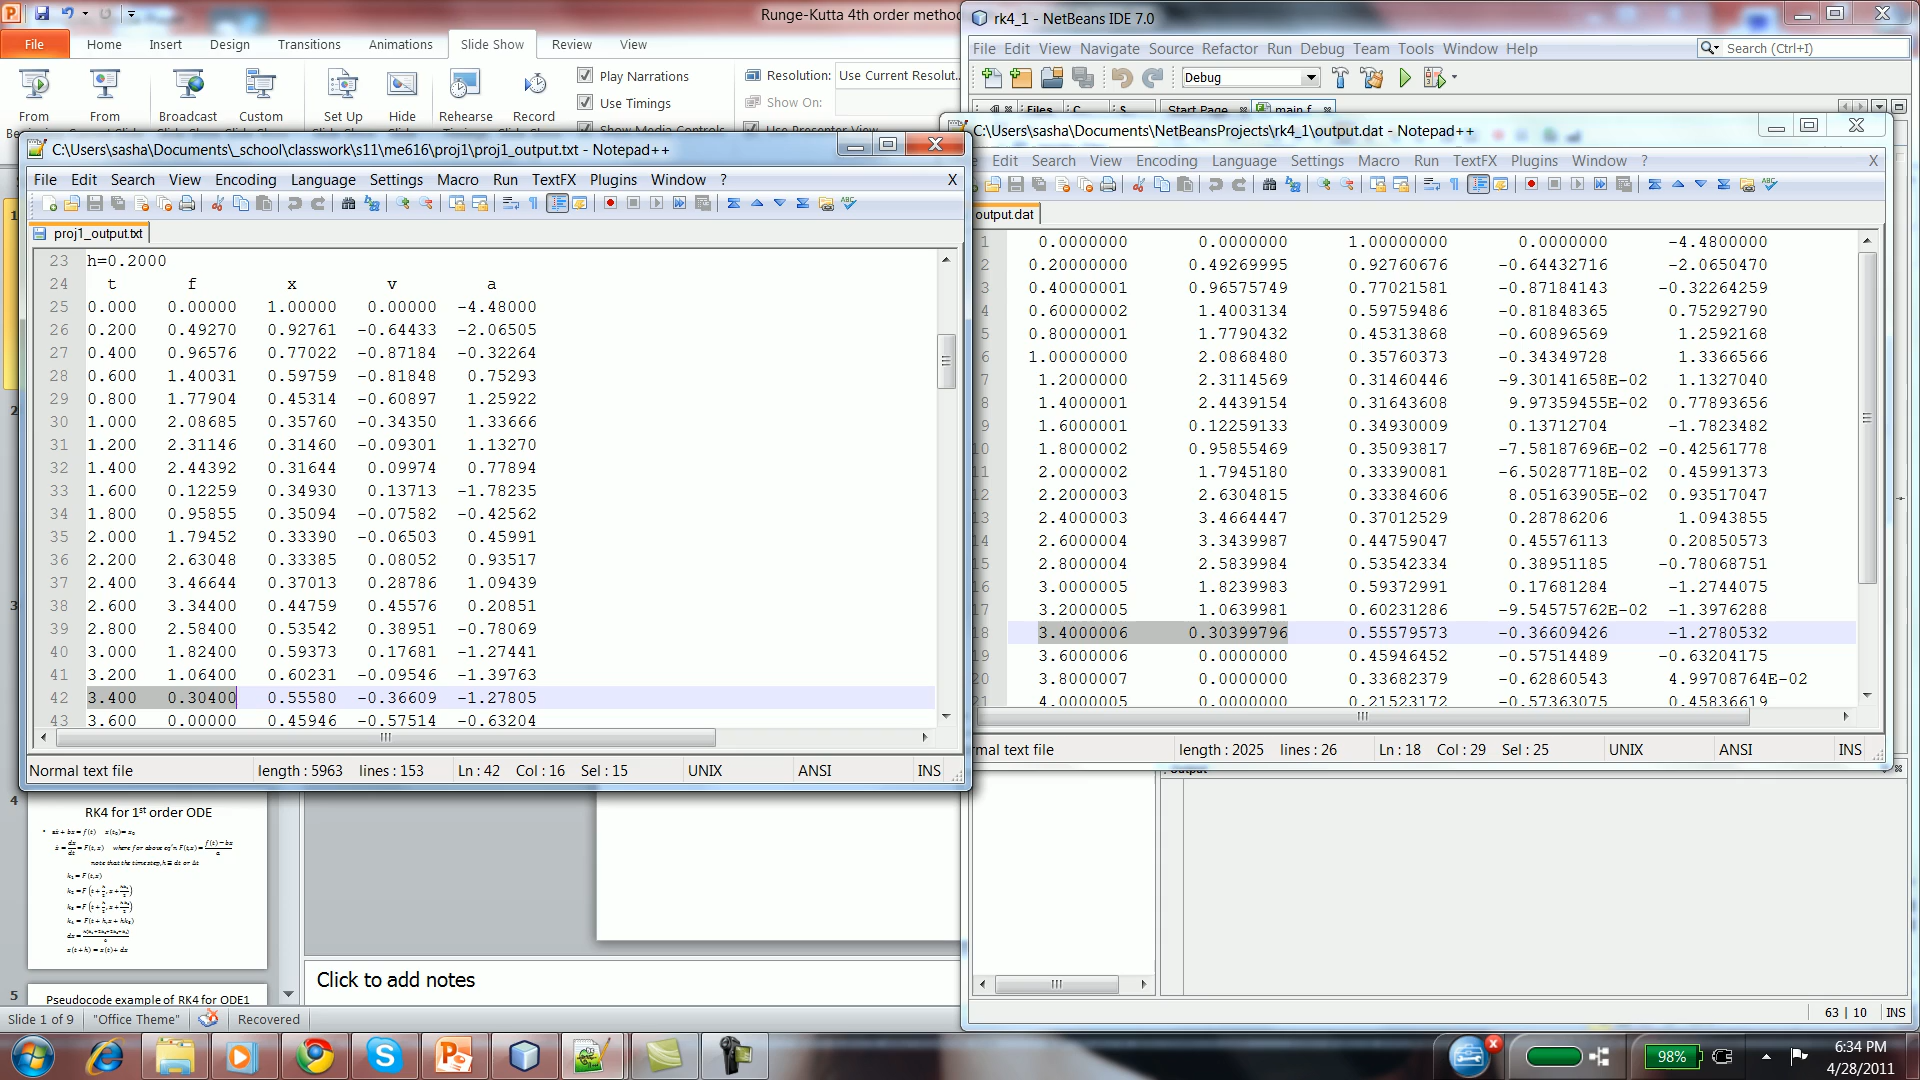 Runge-Kutta 4th order metho
File Home Insert Design Transitions Animations Slide Show Review View
From From Broadcast Custom Set Up Hide Rehearse Record
Play Narrations
Use Timings
Show Media Controls
Resolution: Use Current Resolut...
Show On:
Use Presenter View
rk4_1 - NetBeans IDE 7.0
File Edit View Navigate Source Refactor Run Debug Team Tools Window Help
Search (Ctrl+I)
Debug
Files
Start Page
main.f
C:\Users\sasha\Documents\_school\classwork\s11\me616\proj1\proj1_output.txt - Notepad++
File Edit Search View Encoding Language Settings Macro Run TextFX Plugins Window ? X
proj1_output.txt
23 h=0.2000
24 t f x v a
25 0.000 0.00000 1.00000 0.00000 -4.48000
26 0.200 0.49270 0.92761 -0.64433 -2.06505
27 0.400 0.96576 0.77022 -0.87184 -0.32264
28 0.600 1.40031 0.59759 -0.81848 0.75293
29 0.800 1.77904 0.45314 -0.60897 1.25922
30 1.000 2.08685 0.35760 -0.34350 1.33666
31 1.200 2.31146 0.31460 -0.09301 1.13270
32 1.400 2.44392 0.31644 0.09974 0.77894
33 1.600 0.12259 0.34930 0.13713 -1.78235
34 1.800 0.95855 0.35094 -0.07582 -0.42562
35 2.000 1.79452 0.33390 -0.06503 0.45991
36 2.200 2.63048 0.33385 0.08052 0.93517
37 2.400 3.46644 0.37013 0.28786 1.09439
38 2.600 3.34400 0.44759 0.45576 0.20851
39 2.800 2.58400 0.53542 0.38951 -0.78069
40 3.000 1.82400 0.59373 0.17681 -1.27441
41 3.200 1.06400 0.60231 -0.09546 -1.39763
42 3.400 0.30400 0.55580 -0.36609 -1.27805
43 3.600 0.00000 0.45946 -0.57514 -0.63204
Normal text file length : 5963 lines : 153 Ln : 42 Col : 16 Sel : 15 UNIX ANSI INS
C:\Users\sasha\Documents\NetBeansProjects\rk4_1\output.dat - Notepad++
Edit Search View Encoding Language Settings Macro Run TextFX Plugins Window ? X
output.dat
1 0.0000000 0.0000000 1.00000000 0.0000000 -4.4800000
2 0.20000000 0.49269995 0.92760676 -0.64432716 -2.0650470
3 0.40000001 0.96575749 0.77021581 -0.87184143 -0.32264259
4 0.60000002 1.4003134 0.59759486 -0.81848365 0.75292790
5 0.80000001 1.7790432 0.45313868 -0.60896569 1.2592168
6 1.00000000 2.0868480 0.35760373 -0.34349728 1.3366566
7 1.2000000 2.3114569 0.31460446 -9.30141658E-02 1.1327040
8 1.4000001 2.4439154 0.31643608 9.97359455E-02 0.77893656
9 1.6000001 0.12259133 0.34930009 0.13712704 -1.7823482
10 1.8000002 0.95855469 0.35093817 -7.58187696E-02 -0.42561778
11 2.0000002 1.7945180 0.33390081 -6.50287718E-02 0.45991373
12 2.2000003 2.6304815 0.33384606 8.05163905E-02 0.93517047
13 2.4000003 3.4664447 0.37012529 0.28786206 1.0943855
14 2.6000004 3.3439987 0.44759047 0.45576113 0.20850573
15 2.8000004 2.5839984 0.53542334 0.38951185 -0.78068751
16 3.0000005 1.8239983 0.59372991 0.17681284 -1.2744075
17 3.2000005 1.0639981 0.60231286 -9.54575762E-02 -1.3976288
18 3.4000006 0.30399796 0.55579573 -0.36609426 -1.2780532
19 3.6000006 0.0000000 0.45946452 -0.57514489 -0.63204175
20 3.8000007 0.0000000 0.33682379 -0.62860543 4.99708764E-02
21 4.0000005 0.0000000 0.21523172 -0.57363075 0.45836619
rmal text file length : 2025 lines : 26 Ln : 18 Col : 29 Sel : 25 UNIX ANSI INS
Output
1
2
3
4
RK4 for 1st order ODE
5
Pseudocode example of RK4 for ODE1
Click to add notes
Slide 1 of 9 "Office Theme" Recovered
63 | 10 INS
98%
6:34 PM
4/28/2011